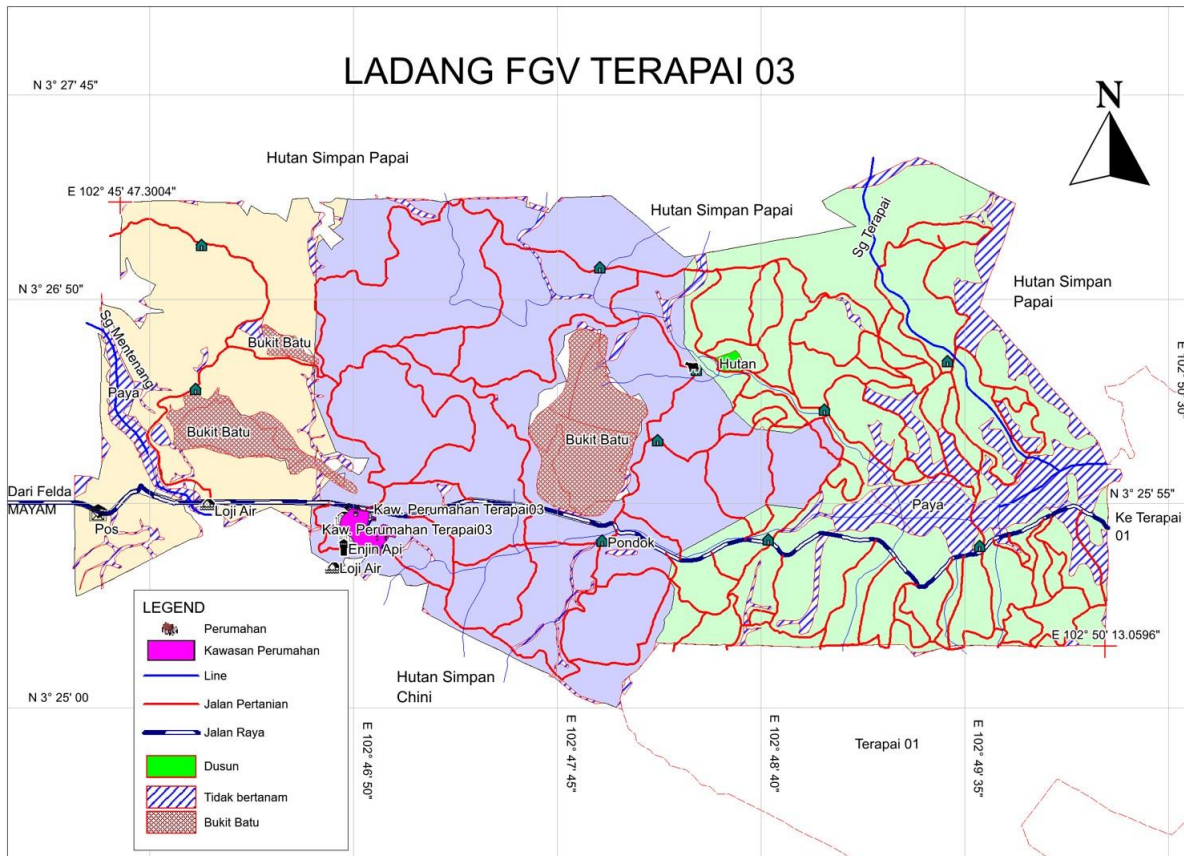 LADANG FGV TERAPAI 03
N 3° 27' 45"
N
Hutan Simpan Papai
E 102° 45' 47.3004"
Hutan Simpan Papai
Sg Terapai
Hutan Simpan
Papai
N 3° 26' 50"
Sg Mentenang
Bukit Batu
Hutan
E 102° 50' 30"
Paya
Bukit Batu
Bukit Batu
Dari Felda
MAYAM
Pos
Loji Air
Kaw. Perumahan Terapai03
Kaw. Perumahan Terapai03
Enjin Api
Loji Air
Pondok
Paya
N 3° 25' 55"
Ke Terapai
01
E 102° 50' 13.0596"
LEGEND
Perumahan
Kawasan Perumahan
Line
Jalan Pertanian
Jalan Raya
Dusun
Tidak bertanam
Bukit Batu
Hutan Simpan
Chini
N 3° 25' 00
E 102° 46' 50"
E 102° 47' 45"
E 102° 48' 40"
E 102° 49' 35"
Terapai 01